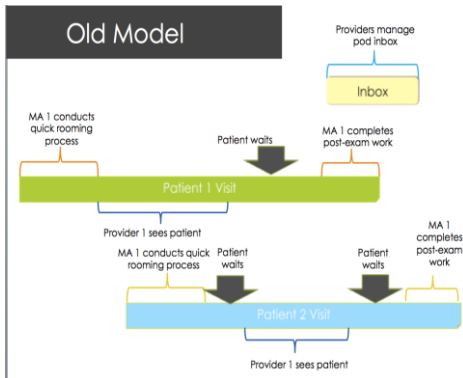 Old Model
Providers manage
pod inbox
Inbox
MA 1 conducts
quick rooming
process
Patient waits
MA 1 completes
post-exam work
Patient 1 Visit
Provider 1 sees patient
MA 1 conducts quick
rooming process
Patient
waits
Patient
waits
MA 1
completes
post-exam
work
Patient 2 Visit
Provider 1 sees patient